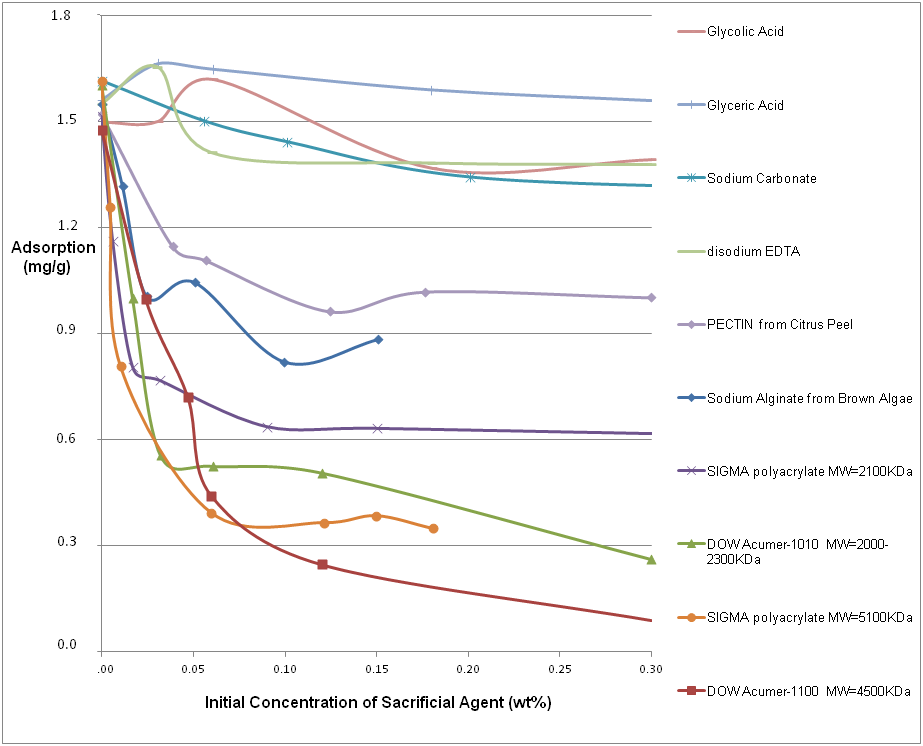 1.8
1.5
1.2
0.9
0.6
0.3
0.0
Adsorption
(mg/g)
.00
0.05
0.10
0.15
0.20
0.25
0.30
Initial Concentration of Sacrificial Agent (wt%)
Glycolic Acid
Glyceric Acid
Sodium Carbonate
disodium EDTA
PECTIN from Citrus Peel
Sodium Alginate from Brown Algae
SIGMA polyacrylate MW=2100KDa
DOW Acumer-1010 MW=2000-
2300KDa
SIGMA polyacrylate MW=5100KDa
DOW Acumer-1100 MW=4500KDa